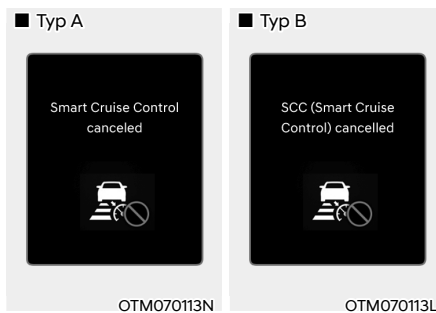 ■ Typ A
Smart Cruise Control
canceled
OTM070113N
■ Typ B
SCC (Smart Cruise
Control) cancelled
OTM070113L